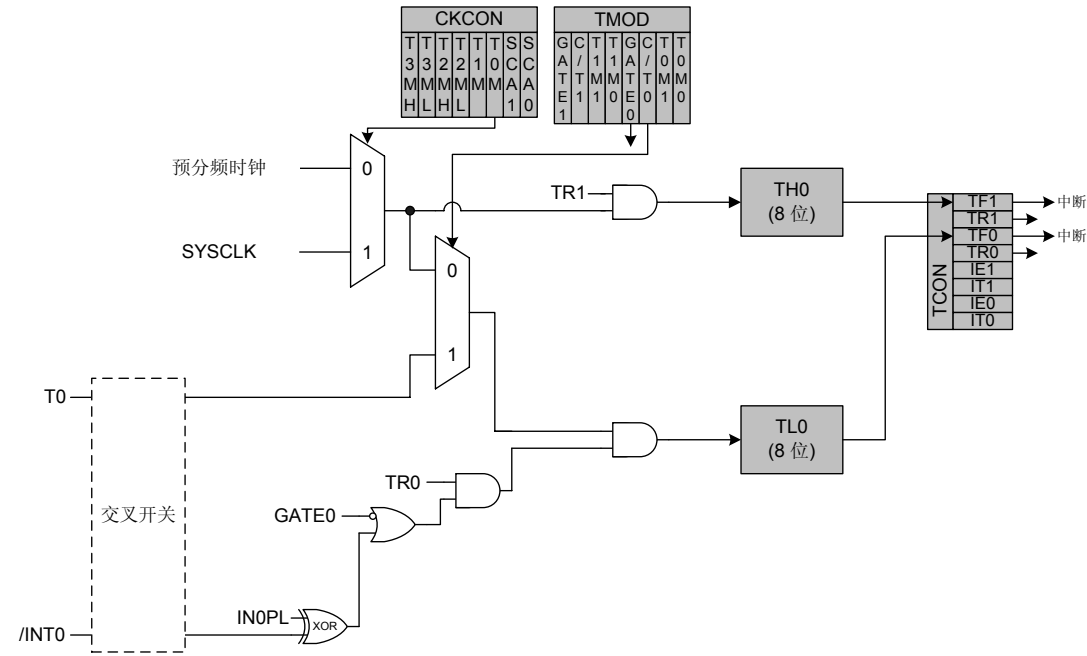 CKCON
T3MH T3ML T2MH T2ML T1M T0M SCA1 SCA0
TMOD
GATE1 C/T1 T1M1 T1M0 GATE0 C/T0 T0M1 T0M0
预分频时钟
0
SYSCLK
1
TR1
TH0
(8 位)
TCON
TF1
TR1
TF0
TR0
IE1
IT1
IE0
IT0
中断
中断
0
1
T0
TL0
(8 位)
TR0
GATE0
交叉开关
IN0PL
XOR
/INT0